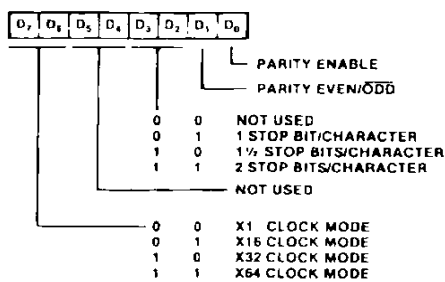 D7 D6 D5 D4 D3 D2 D1 D0
PARITY ENABLE
PARITY EVEN/ODD
0 0 NOT USED
0 1 1 STOP BIT/CHARACTER
1 0 1 1/2 STOP BITS/CHARACTER
1 1 2 STOP BITS/CHARACTER
NOT USED
0 0 X1 CLOCK MODE
0 1 X16 CLOCK MODE
1 0 X32 CLOCK MODE
1 1 X64 CLOCK MODE